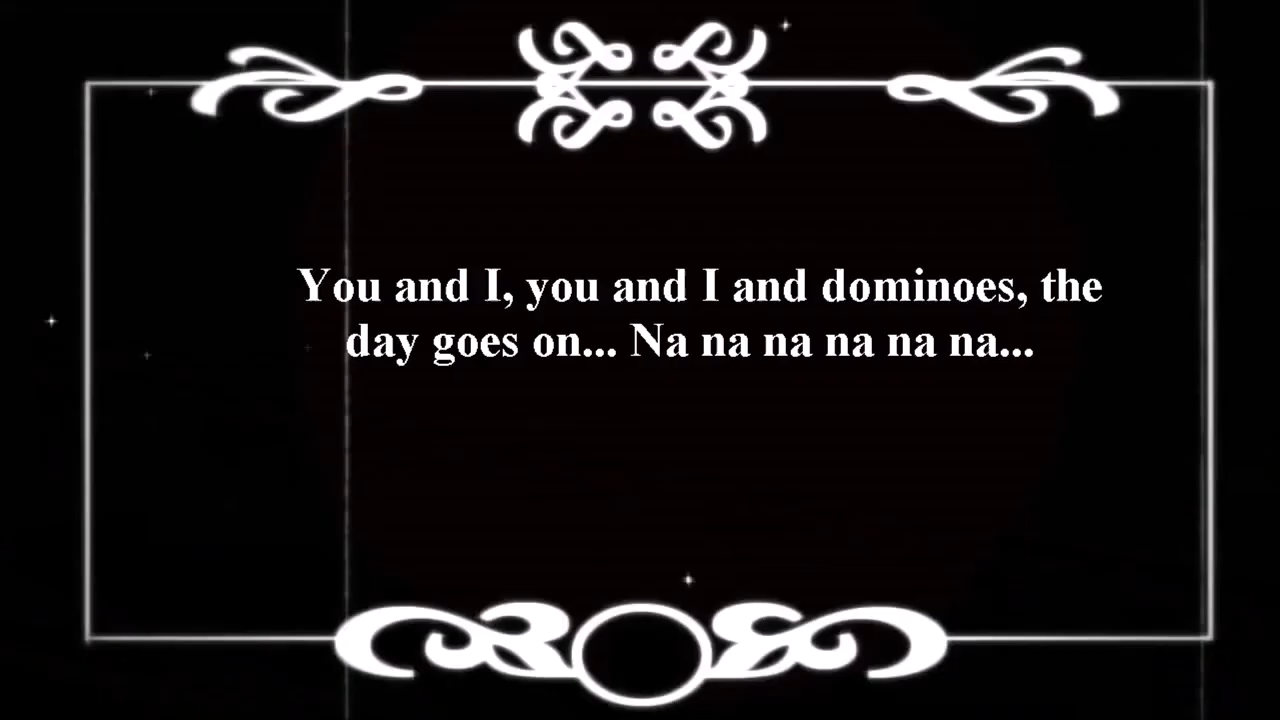 You and I, you and I and dominoes, the
day goes on... Na na na na na na...